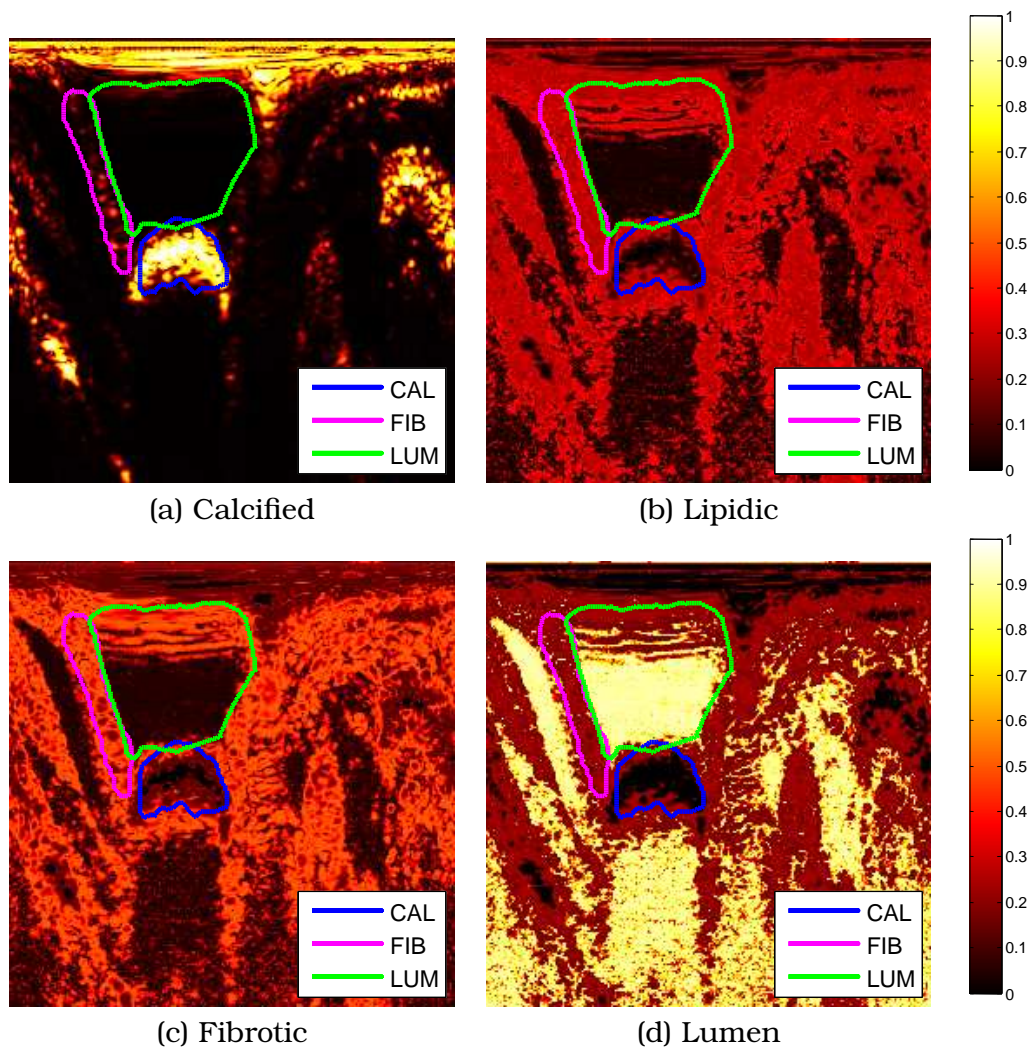 1
0.9
0.8
0.7
0.6
0.5
0.4
0.3
0.2
0.1
0
CAL
FIB
LUM
CAL
FIB
LUM
(a) Calcified
(b) Lipidic
1
0.9
0.8
0.7
0.6
0.5
0.4
0.3
0.2
0.1
0
CAL
FIB
LUM
CAL
FIB
LUM
(c) Fibrotic
(d) Lumen